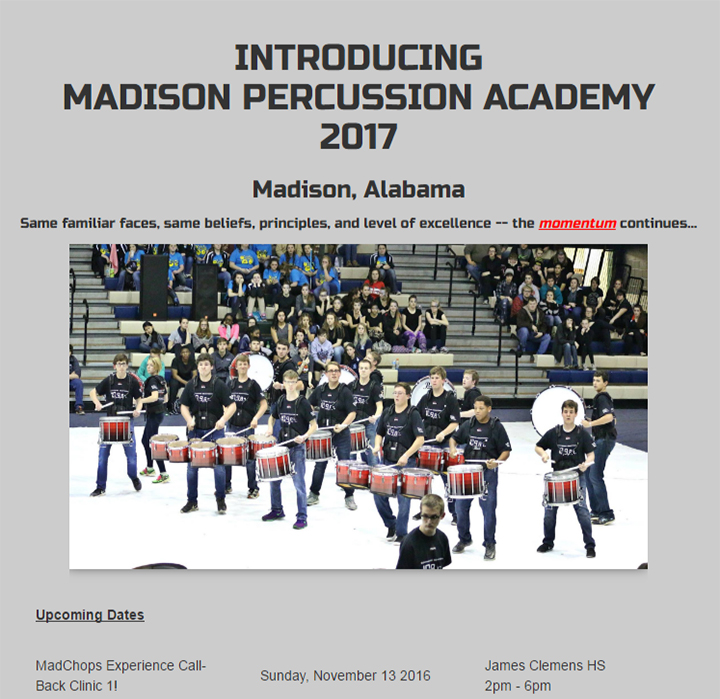 INTRODUCING
MADISON PERCUSSION ACADEMY
2017
Madison, Alabama
Same familiar faces, same beliefs, principles, and level of excellence -- the momentum continues...
Upcoming Dates
MadChops Experience Call-
Back Clinic 1!
Sunday, November 13 2016
James Clemens HS
2pm - 6pm